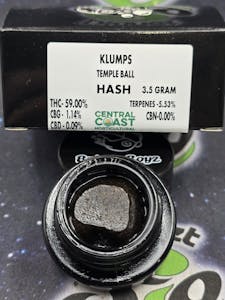 KLUMPS
TEMPLE BALL
HASH 3.5 GRAM
THC- 59.00% TERPENES -5.53%
CBG - 1.14% CENTRAL CBN-0.00%
CBD - 0.09% COAST
HORTICULTURAL